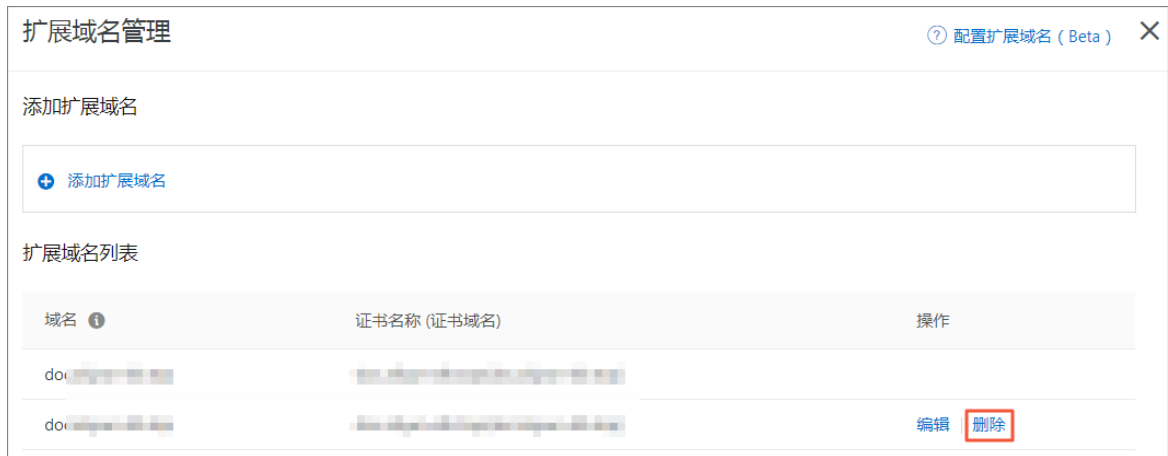 扩展域名管理
配置扩展域名（Beta）
添加扩展域名
添加扩展域名
扩展域名列表
域名 证书名称 (证书域名) 操作
编辑 删除